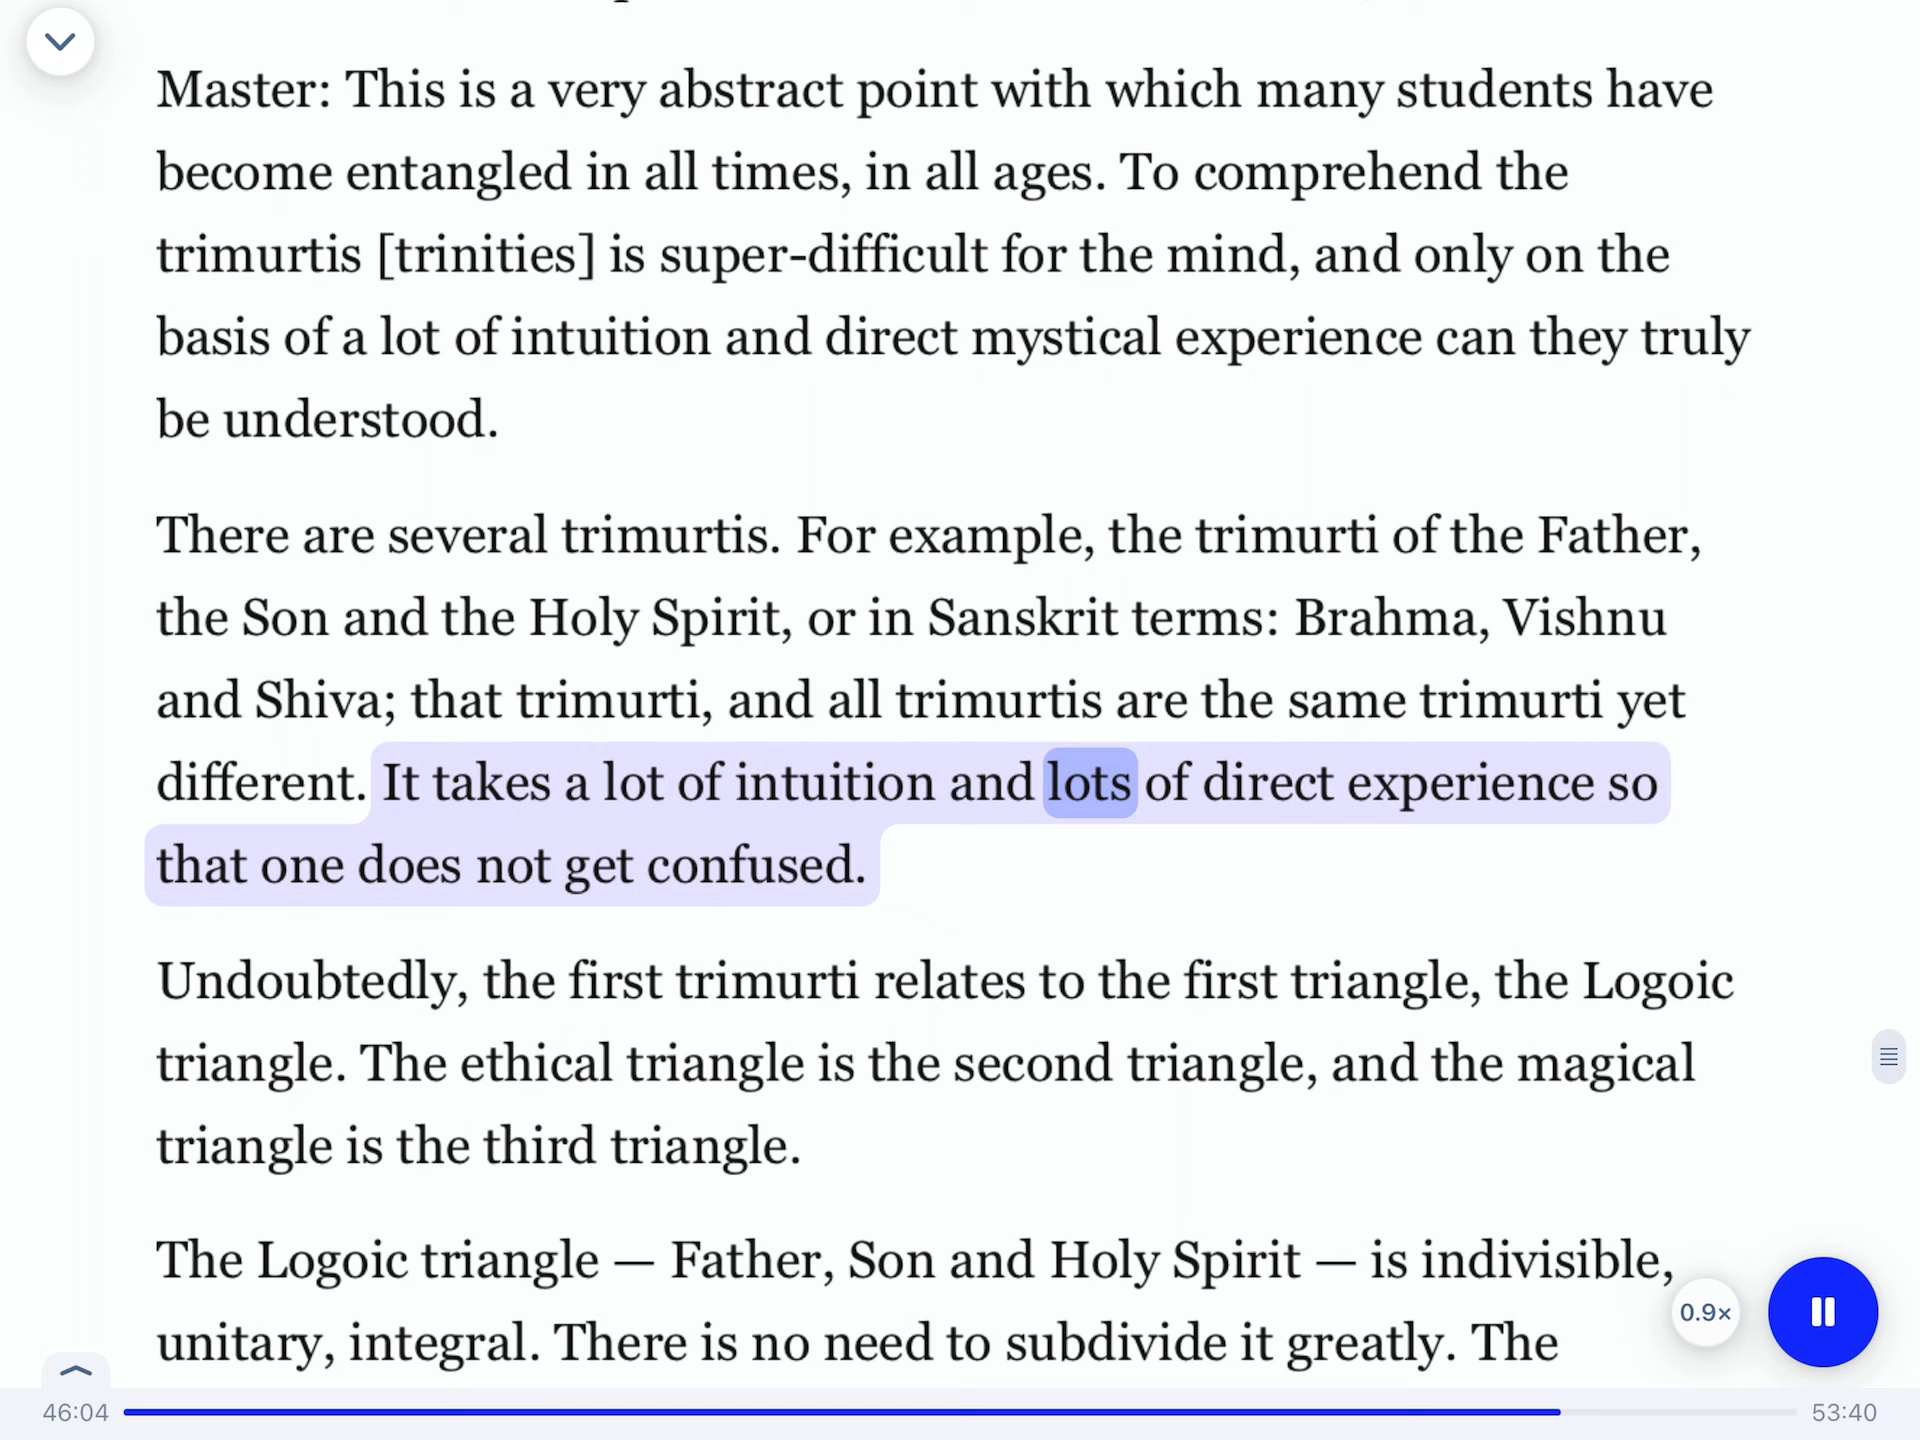 Master: This is a very abstract point with which many students have
become entangled in all times, in all ages. To comprehend the
trimurtis [trinities] is super-difficult for the mind, and only on the
basis of a lot of intuition and direct mystical experience can they truly
be understood.
There are several trimurtis. For example, the trimurti of the Father,
the Son and the Holy Spirit, or in Sanskrit terms: Brahma, Vishnu
and Shiva; that trimurti, and all trimurtis are the same trimurti yet
different. It takes a lot of intuition and lots of direct experience so
that one does not get confused.
Undoubtedly, the first trimurti relates to the first triangle, the Logoic
triangle. The ethical triangle is the second triangle, and the magical
triangle is the third triangle.
The Logoic triangle — Father, Son and Holy Spirit — is indivisible,
unitary, integral. There is no need to subdivide it greatly. The
0.9×
46:04
53:40